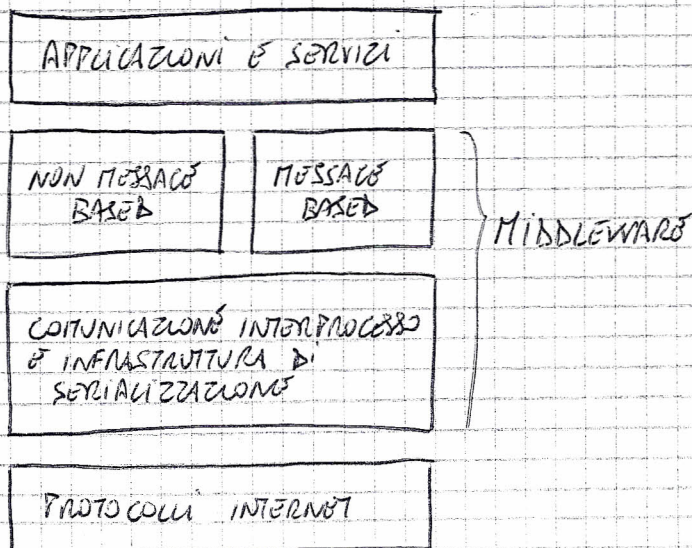 APPLICAZIONI E SERVIZI
NON MESSAGE
BASED
MESSAGE
BASED
MIDDLEWARE
COMUNICAZIONE INTERPROCESSO
E INFRASTRUTTURA DI
SERIALIZZAZIONE
PROTOCOLLI INTERNET